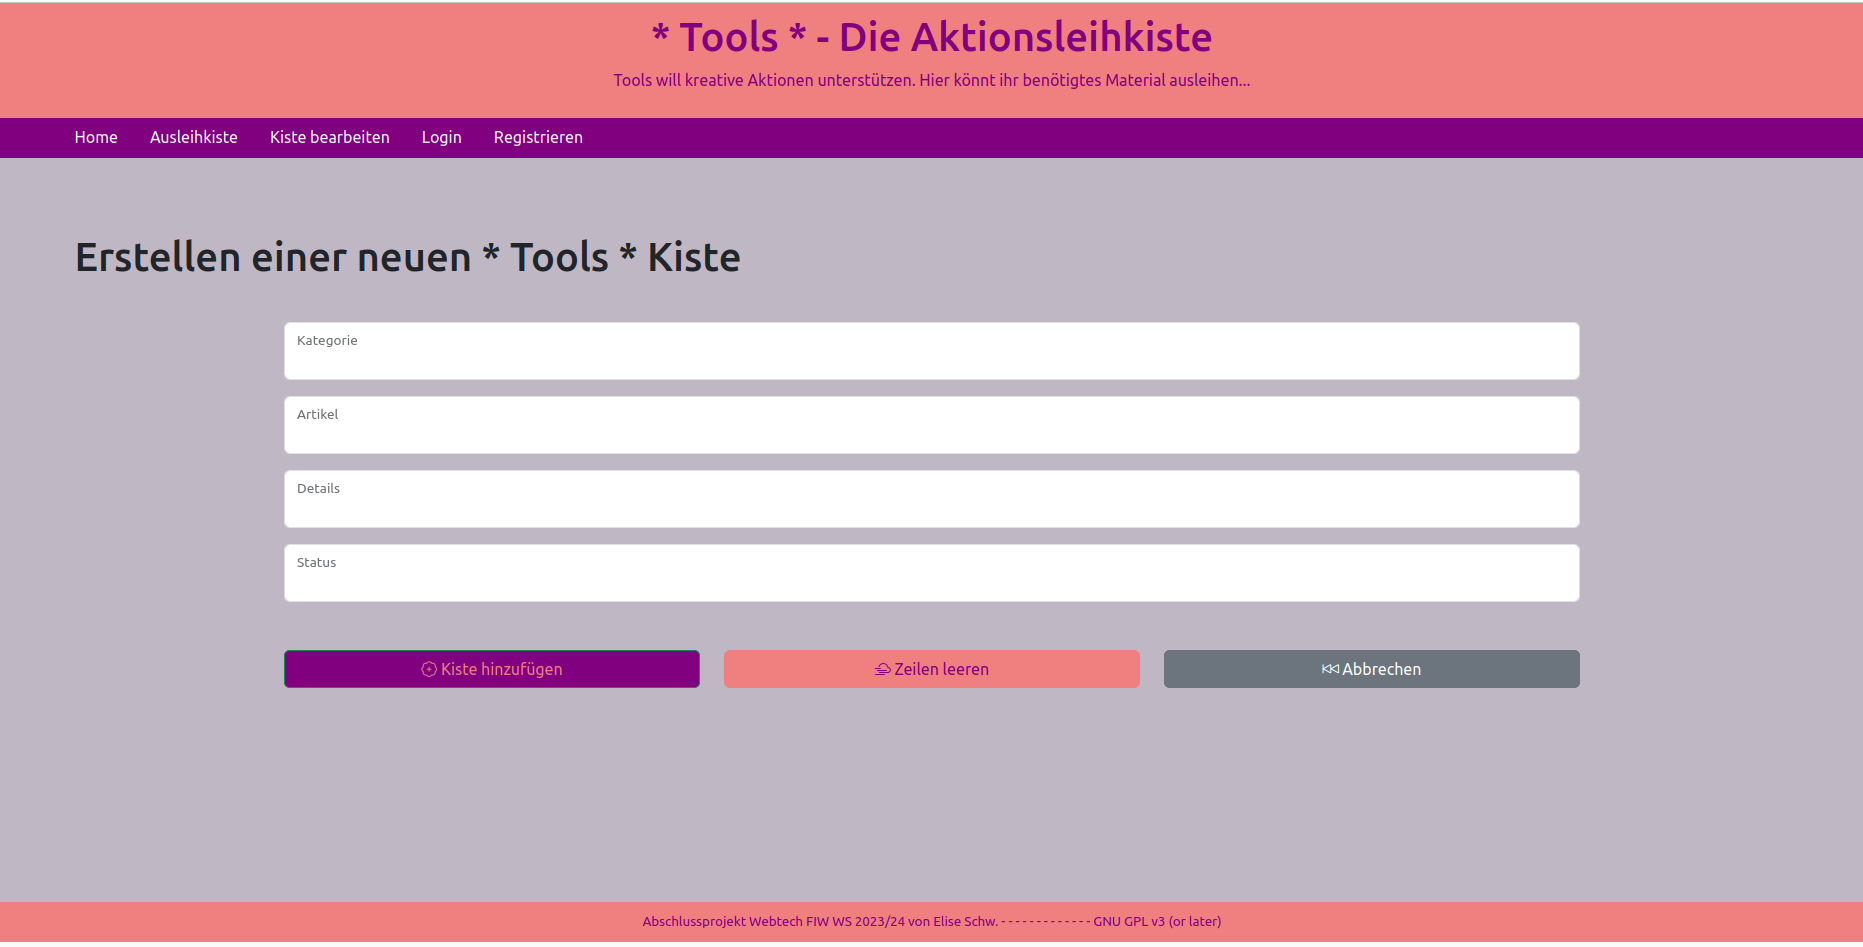 * Tools * - Die Aktionsleihkiste
Tools will kreative Aktionen unterstützen. Hier könnt ihr benötigtes Material ausleihen...
Home Ausleihkiste Kiste bearbeiten Login Registrieren
Erstellen einer neuen * Tools * Kiste
Kategorie
Artikel
Details
Status
Kiste hinzufügen Zeilen leeren Abbrechen
Abschlussprojekt Webtech FIW WS 2023/24 von Elise Schw. - - - - - - - - - - - - - GNU GPL v3 (or later)